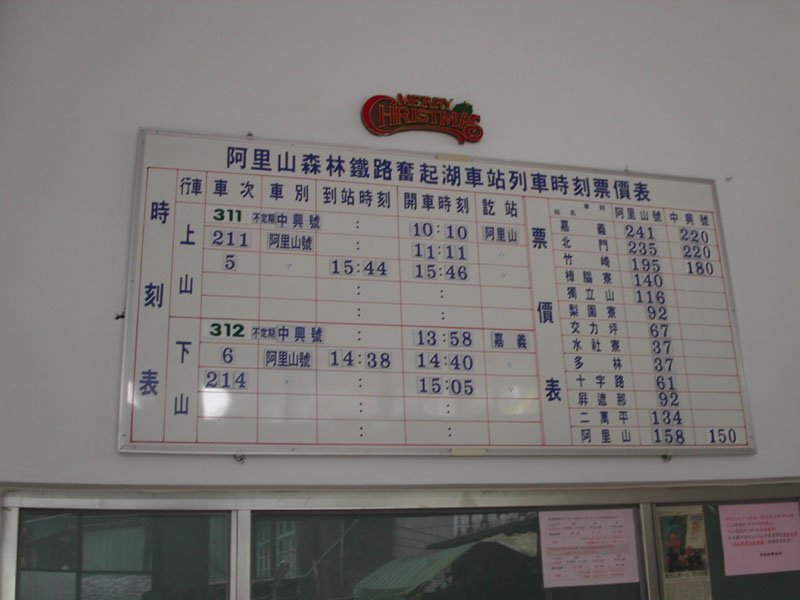 MERRY
CHRISTMAS
阿里山森林鐵路奮起湖車站列車時刻票價表
時刻表
行車 車次 車別 到站時刻 開車時刻 訖站
上山
311 不定期中興號 : 10:10 阿里山
211 阿里山號 : 11:11 〃
5 〃 15:44 15:46 〃
: :
: :
下山
312 不定期中興號 : 13:58 嘉義
6 阿里山號 14:38 14:40 〃
214 〃 : 15:05 〃
: :
: :
票價表
站名 車別 阿里山號 中興號
嘉義 241 220
北門 235 220
竹崎 195 180
樟腦寮 140
獨立山 116
梨園寮 92
交力坪 67
水社寮 37
多林 37
十字路 61
屏遮那 92
二萬平 134
阿里山 158 150